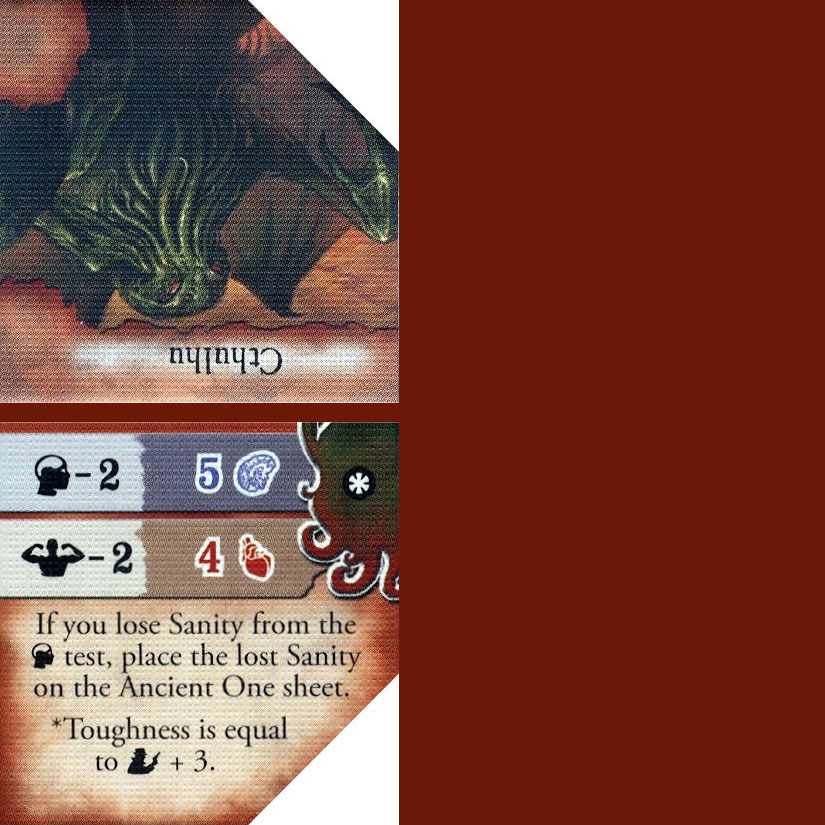 Cthulhu
-2 5 *
-2 4
If you lose Sanity from the
test, place the lost Sanity
on the Ancient One sheet.
*Toughness is equal
to + 3.